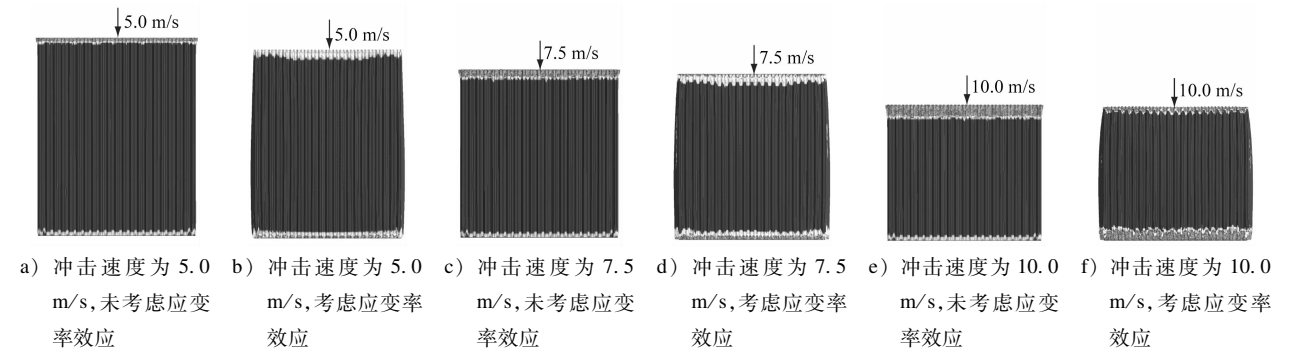 5.0 m/s
5.0 m/s
7.5 m/s
7.5 m/s
10.0 m/s
10.0 m/s
a) 冲击速度为 5.0
m/s,未考虑应变
率效应
b) 冲击速度为 5.0
m/s,考虑应变率
效应
c) 冲击速度为 7.5
m/s,未考虑应变
率效应
d) 冲击速度为 7.5
m/s,考虑应变率
效应
e) 冲击速度为 10.0
m/s,未考虑应变
率效应
f) 冲击速度为 10.0
m/s,考虑应变率
效应